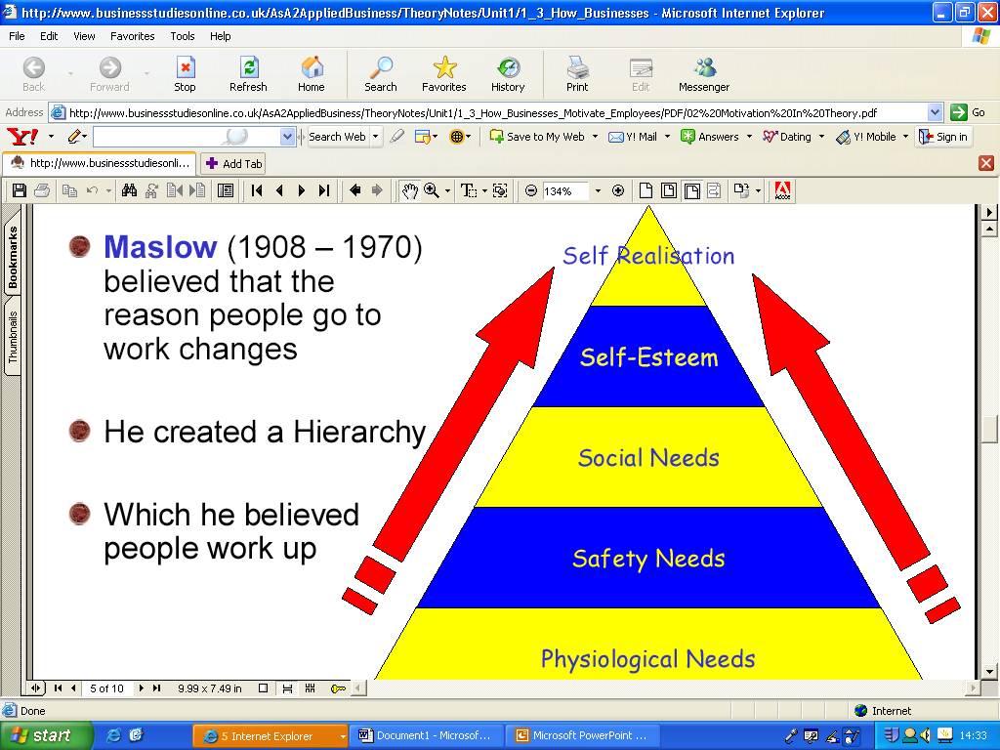 http://www.businessstudiesonline.co.uk/AsA2AppliedBusiness/TheoryNotes/Unit1/1_3_How_Businesses - Microsoft Internet Explorer
File Edit View Favorites Tools Help
Back Forward Stop Refresh Home Search Favorites History Print Edit Messenger
Address http://www.businessstudiesonline.co.uk/AsA2AppliedBusiness/TheoryNotes/Unit1/1_3_How_Businesses_Motivate_Employees/PDF/02%20Motivation%20In%20Theory.pdf Go
Y! Search Web Save to My Web Y! Mail Answers Dating Y! Mobile Sign in
http://www.businessstudiesonli... Add Tab
134%
Adobe
Bookmarks
Thumbnails
Maslow (1908 – 1970)
believed that the
reason people go to
work changes
He created a Hierarchy
Which he believed
people work up
Self Realisation
Self-Esteem
Social Needs
Safety Needs
Physiological Needs
5 of 10 9.99 x 7.49 in
Done Internet
start 5 Internet Explorer Document1 - Microsof... Microsoft PowerPoint ... 14:33